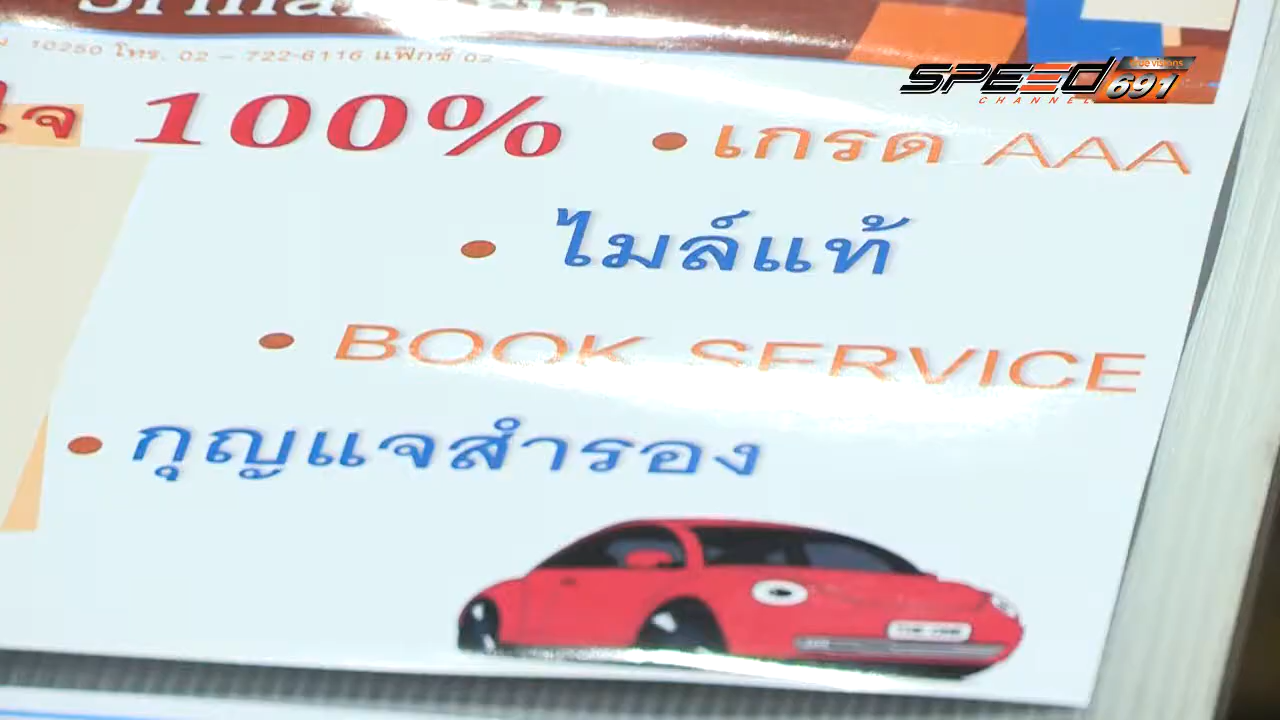 10250 โทร. 02 – 722-6116 แฟ็กซ์ 02
SPEED CHANNEL 691
100%
• เกรด AAA
• ไมล์แท้
• BOOK SERVICE
• กุญแจสำรอง